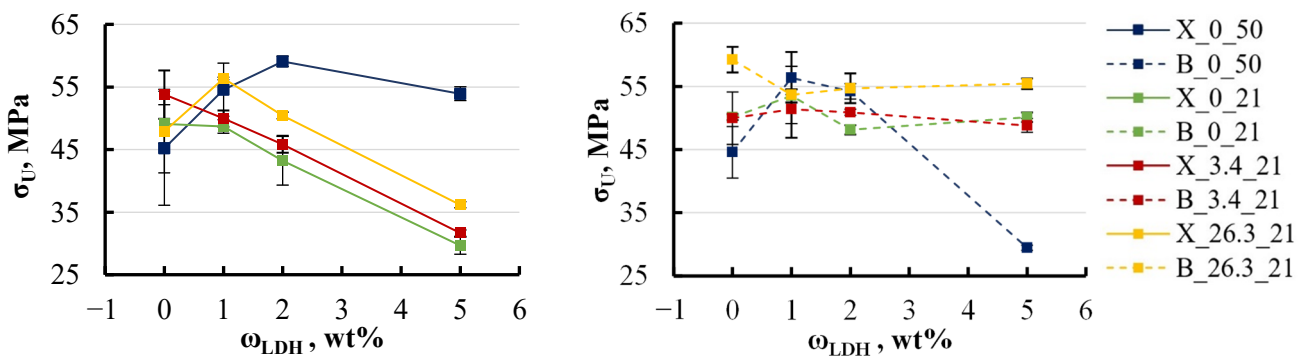 65
55
45
35
25
σU, MPa
−1 0 1 2 3 4 5 6
ωLDH , wt%
65
55
45
35
25
σU, MPa
−1 0 1 2 3 4 5 6
ωLDH , wt%
X_0_50
B_0_50
X_0_21
B_0_21
X_3.4_21
B_3.4_21
X_26.3_21
B_26.3_21